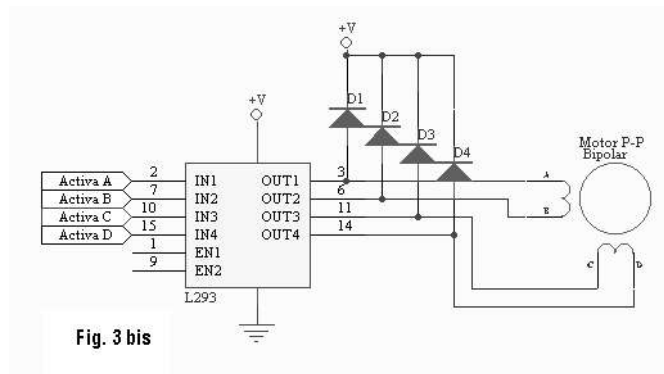 +V
+V
D1
D2
D3
D4
Motor P-P
Bipolar
Activa A 2 IN1 OUT1 3 A
Activa B 7 IN2 OUT2 6 B
Activa C 10 IN3 OUT3 11 C
Activa D 15 IN4 OUT4 14 D
1 EN1
9 EN2
L293
Fig. 3 bis